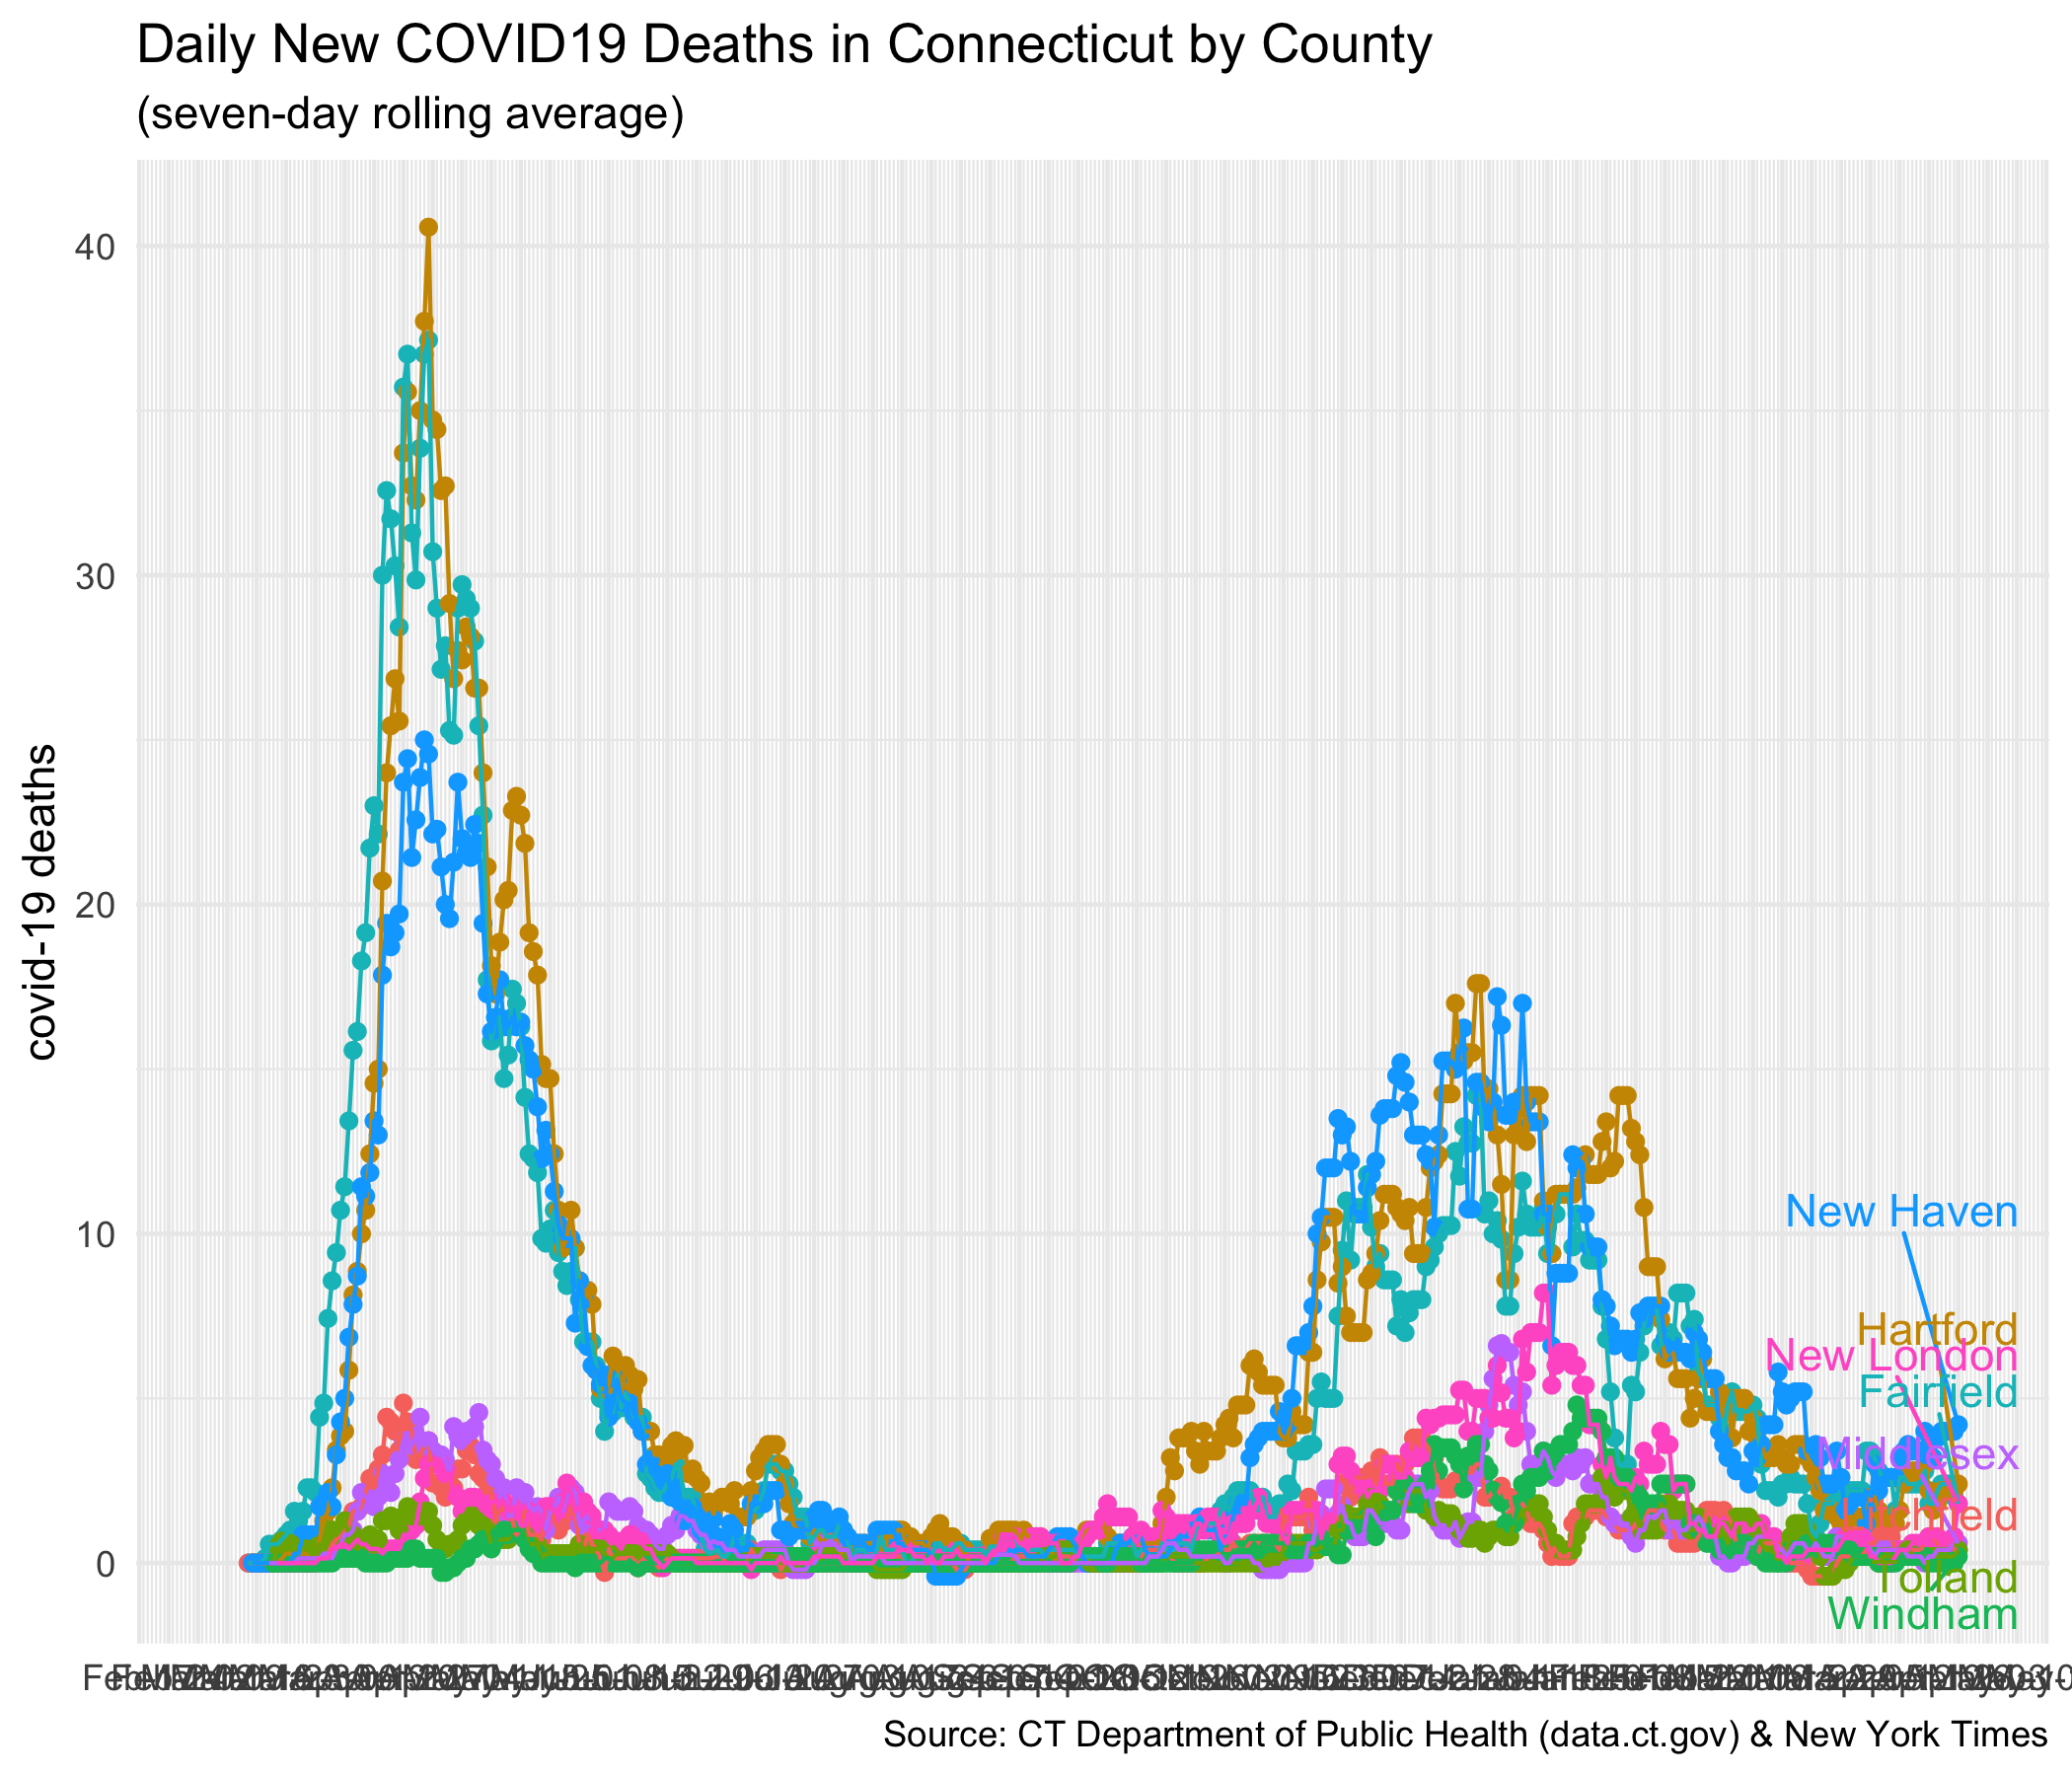 Daily New COVID19 Deaths in Connecticut by County
(seven-day rolling average)
covid-19 deaths
40
30
20
10
0
New Haven
Hartford
New London
Fairfield
Middlesex
Litchfield
Tolland
Windham
Source: CT Department of Public Health (data.ct.gov) & New York Times